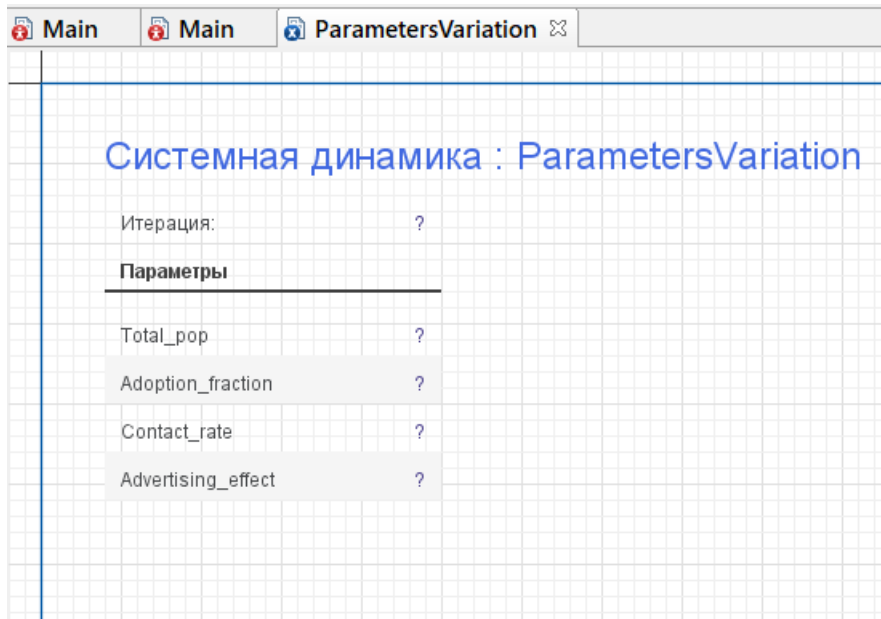 Main Main ParametersVariation
Системная динамика : ParametersVariation
Итерация: ?
Параметры
Total_pop ?
Adoption_fraction ?
Contact_rate ?
Advertising_effect ?